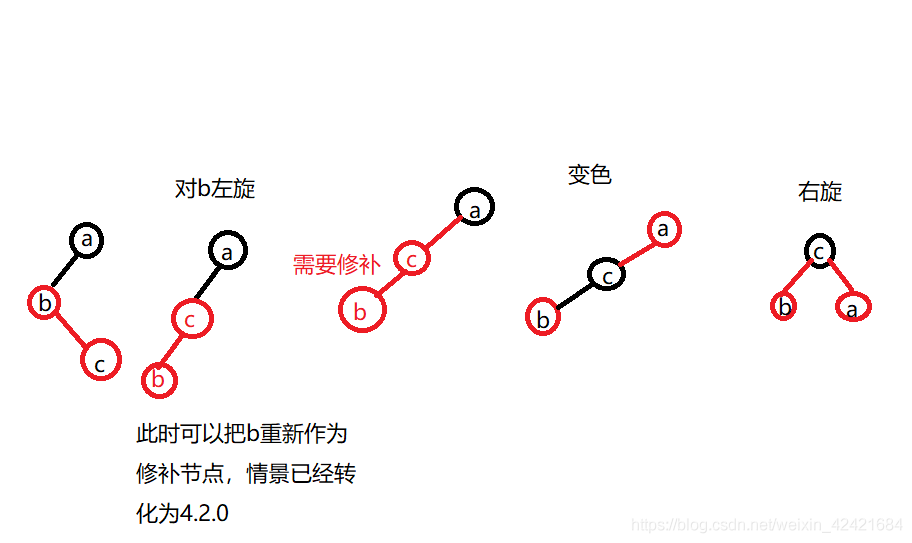 对b左旋
变色
右旋
需要修补
a
b
c
a
c
b
a
c
b
a
c
b
c
b
a
此时可以把b重新作为
修补节点，情景已经转
化为4.2.0
https://blog.csdn.net/weixin_42421684